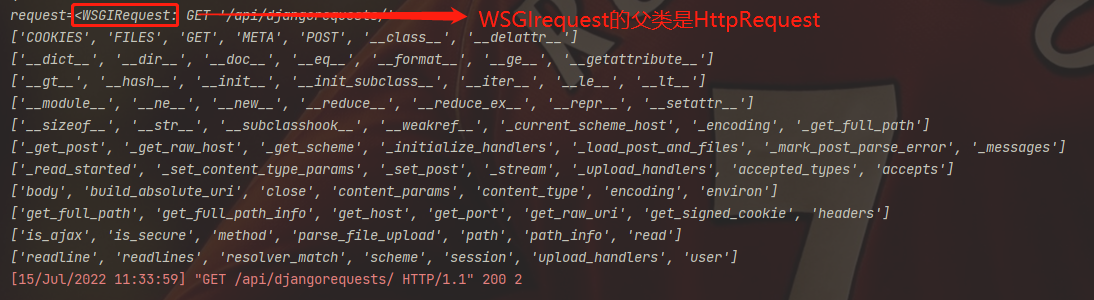 request=<WSGIRequest: GET '/api/djangorequests/'> WSGIrequest的父类是HttpRequest
['COOKIES', 'FILES', 'GET', 'META', 'POST', '__class__', '__delattr__']
['__dict__', '__dir__', '__doc__', '__eq__', '__format__', '__ge__', '__getattribute__']
['__gt__', '__hash__', '__init__', '__init_subclass__', '__iter__', '__le__', '__lt__']
['__module__', '__ne__', '__new__', '__reduce__', '__reduce_ex__', '__repr__', '__setattr__']
['__sizeof__', '__str__', '__subclasshook__', '__weakref__', '_current_scheme_host', '_encoding', '_get_full_path']
['_get_post', '_get_raw_host', '_get_scheme', '_initialize_handlers', '_load_post_and_files', '_mark_post_parse_error', '_messages']
['_read_started', '_set_content_type_params', '_set_post', '_stream', '_upload_handlers', 'accepted_types', 'accepts']
['body', 'build_absolute_uri', 'close', 'content_params', 'content_type', 'encoding', 'environ']
['get_full_path', 'get_full_path_info', 'get_host', 'get_port', 'get_raw_uri', 'get_signed_cookie', 'headers']
['is_ajax', 'is_secure', 'method', 'parse_file_upload', 'path', 'path_info', 'read']
['readline', 'readlines', 'resolver_match', 'scheme', 'session', 'upload_handlers', 'user']
[15/Jul/2022 11:33:59] "GET /api/djangorequests/ HTTP/1.1" 200 2